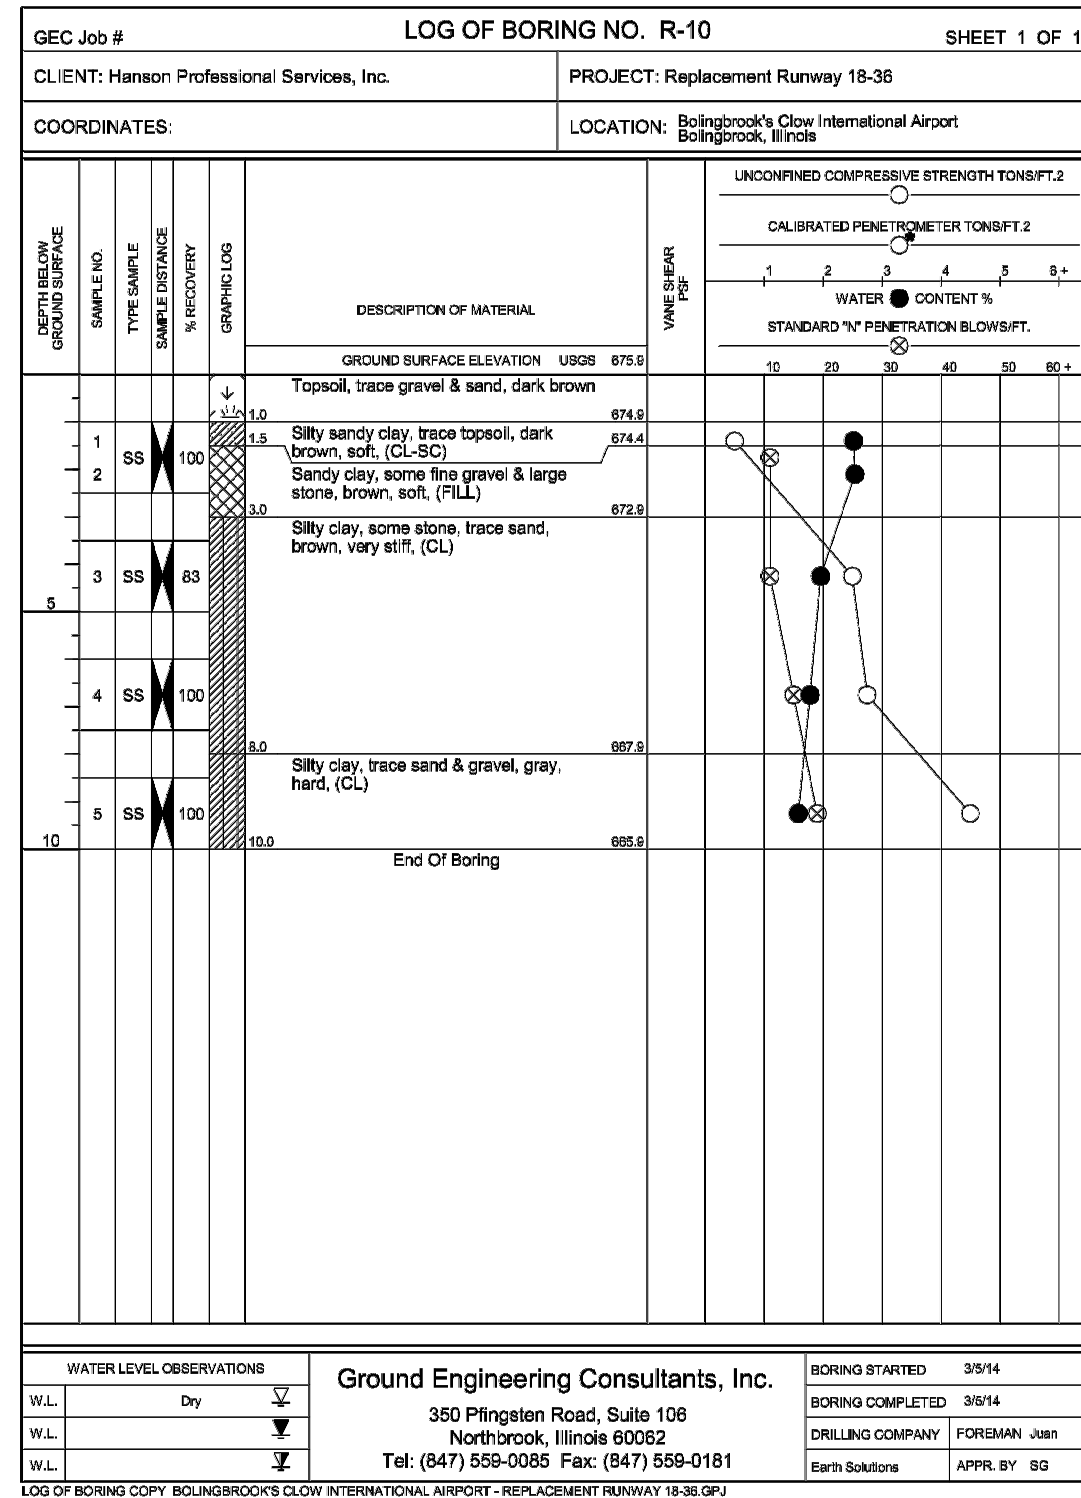 GEC Job #
LOG OF BORING NO. R-10
SHEET 1 OF 1
CLIENT: Hanson Professional Services, Inc.
PROJECT: Replacement Runway 18-36
COORDINATES:
LOCATION: Bolingbrook's Clow International Airport
Bolingbrook, Illinois
DEPTH BELOW
GROUND SURFACE
SAMPLE NO.
TYPE SAMPLE
SAMPLE DISTANCE
% RECOVERY
GRAPHIC LOG
DESCRIPTION OF MATERIAL
GROUND SURFACE ELEVATION USGS 675.9
VANE SHEAR
PSF
UNCONFINED COMPRESSIVE STRENGTH TONS/FT.2
CALIBRATED PENETROMETER TONS/FT.2
*
1 2 3 4 5 6+
WATER CONTENT %
STANDARD "N" PENETRATION BLOWS/FT.
10 20 30 40 50 60+
Topsoil, trace gravel & sand, dark brown
1.0 674.9
1
Silty sandy clay, trace topsoil, dark
1.5 674.4
brown, soft, (CL-SC)
SS 100
2
Sandy clay, some fine gravel & large
stone, brown, soft, (FILL)
3.0 672.9
Silty clay, some stone, trace sand,
brown, very stiff, (CL)
3 SS 83
5
4 SS 100
8.0 667.9
Silty clay, trace sand & gravel, gray,
hard, (CL)
5 SS 100
10 10.0 665.9
End Of Boring
WATER LEVEL OBSERVATIONS
W.L. Dry
W.L.
W.L.
Ground Engineering Consultants, Inc.
350 Pfingsten Road, Suite 106
Northbrook, Illinois 60062
Tel: (847) 559-0085 Fax: (847) 559-0181
BORING STARTED 3/5/14
BORING COMPLETED 3/5/14
DRILLING COMPANY FOREMAN Juan
Earth Solutions APPR. BY SG
LOG OF BORING COPY BOLINGBROOK'S CLOW INTERNATIONAL AIRPORT - REPLACEMENT RUNWAY 18-36.GPJ